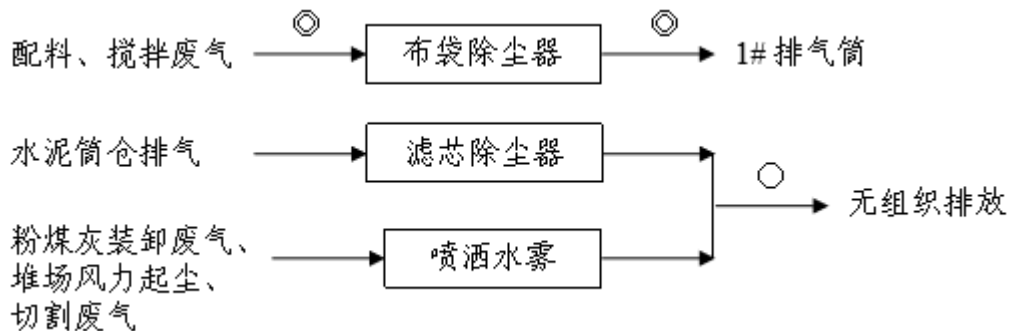 配料、搅拌废气
布袋除尘器
1#排气筒
水泥筒仓排气
滤芯除尘器
无组织排放
粉煤灰装卸废气、
堆场风力起尘、
切割废气
喷洒水雾